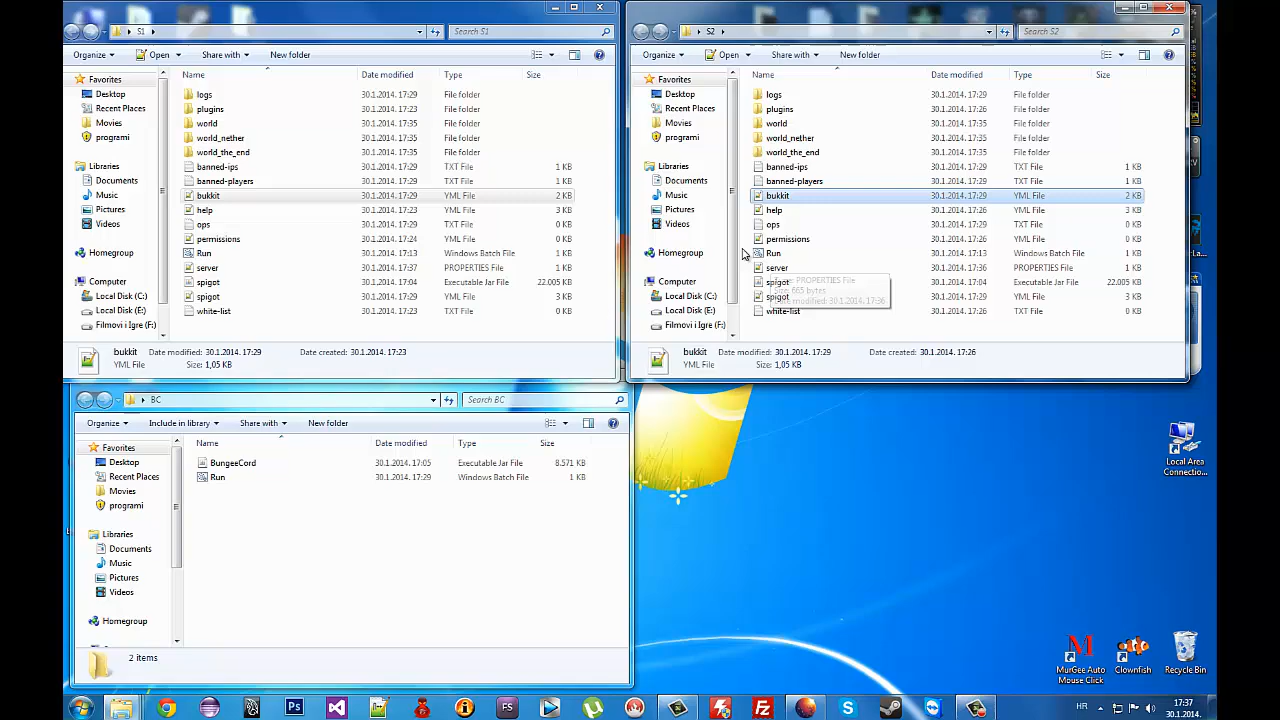 S1
Search S1
Organize Open Share with New folder
Favorites
Desktop
Recent Places
Movies
programi
Libraries
Documents
Music
Pictures
Videos
Homegroup
Computer
Local Disk (C:)
Local Disk (E:)
Filmovi i Igre (F:)
Name Date modified Type Size
logs 30.1.2014. 17:29 File folder
plugins 30.1.2014. 17:23 File folder
world 30.1.2014. 17:35 File folder
world_nether 30.1.2014. 17:35 File folder
world_the_end 30.1.2014. 17:35 File folder
banned-ips 30.1.2014. 17:29 TXT File 1 KB
banned-players 30.1.2014. 17:29 TXT File 1 KB
bukkit 30.1.2014. 17:29 YML File 2 KB
help 30.1.2014. 17:23 YML File 3 KB
ops 30.1.2014. 17:29 TXT File 0 KB
permissions 30.1.2014. 17:24 YML File 0 KB
Run 30.1.2014. 17:13 Windows Batch File 1 KB
server 30.1.2014. 17:37 PROPERTIES File 1 KB
spigot 30.1.2014. 17:04 Executable Jar File 22.005 KB
spigot 30.1.2014. 17:29 YML File 3 KB
white-list 30.1.2014. 17:23 TXT File 0 KB
bukkit Date modified: 30.1.2014. 17:29 Date created: 30.1.2014. 17:23
YML File Size: 1,05 KB
S2
Search S2
Organize Open Share with New folder
Favorites
Desktop
Recent Places
Movies
programi
Libraries
Documents
Music
Pictures
Videos
Homegroup
Computer
Local Disk (C:)
Local Disk (E:)
Filmovi i Igre (F:)
Name Date modified Type Size
logs 30.1.2014. 17:29 File folder
plugins 30.1.2014. 17:26 File folder
world 30.1.2014. 17:35 File folder
world_nether 30.1.2014. 17:35 File folder
world_the_end 30.1.2014. 17:35 File folder
banned-ips 30.1.2014. 17:29 TXT File 1 KB
banned-players 30.1.2014. 17:29 TXT File 1 KB
bukkit 30.1.2014. 17:29 YML File 2 KB
help 30.1.2014. 17:26 YML File 3 KB
ops 30.1.2014. 17:29 TXT File 0 KB
permissions 30.1.2014. 17:26 YML File 0 KB
Run 30.1.2014. 17:13 Windows Batch File 1 KB
server 30.1.2014. 17:36 PROPERTIES File 1 KB
spigot 30.1.2014. 17:04 Executable Jar File 22.005 KB
spigot 30.1.2014. 17:29 YML File 3 KB
white-list 30.1.2014. 17:26 TXT File 0 KB
PROPERTIES File
Size: 665 bytes
Date modified: 30.1.2014. 17:36
bukkit Date modified: 30.1.2014. 17:29 Date created: 30.1.2014. 17:26
YML File Size: 1,05 KB
BC
Search BC
Organize Include in library Share with New folder
Favorites
Desktop
Recent Places
Movies
programi
Libraries
Documents
Music
Pictures
Videos
Homegroup
Name Date modified Type Size
BungeeCord 30.1.2014. 17:05 Executable Jar File 8.571 KB
Run 30.1.2014. 17:29 Windows Batch File 1 KB
2 items
Local Area
Connectio...
MurGee Auto
Mouse Click
Clownfish
Recycle Bin
HR
17:37
30.1.2014.